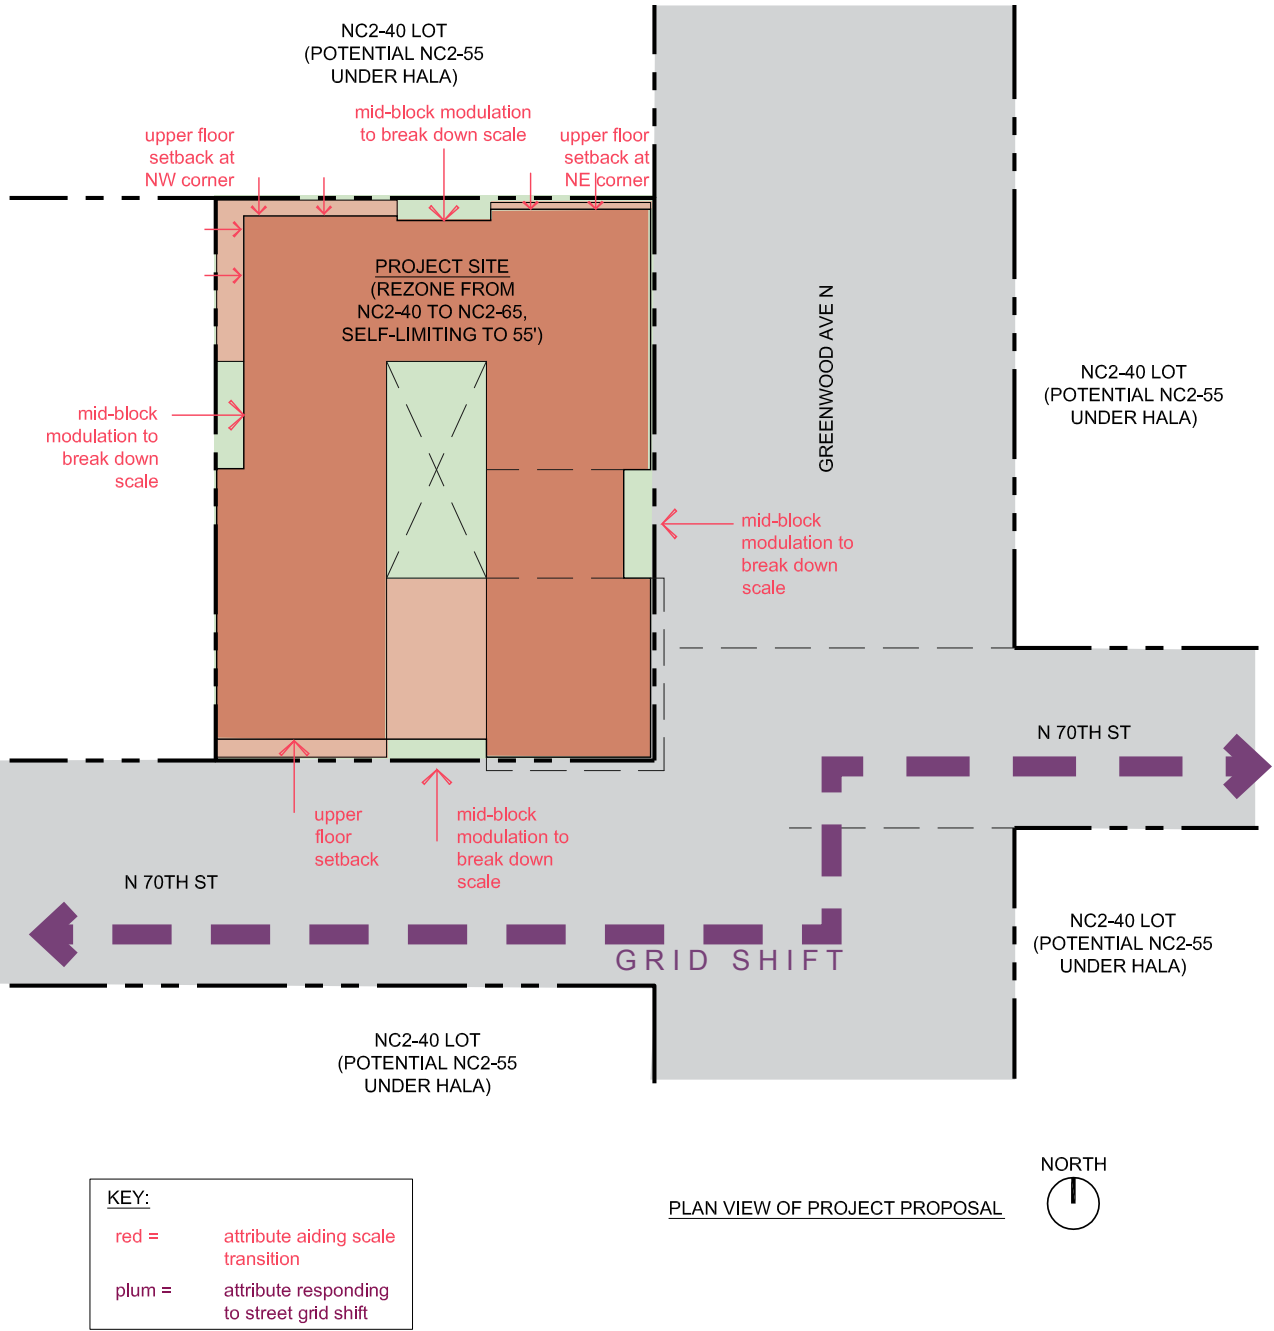 NC2-40 LOT
(POTENTIAL NC2-55
UNDER HALA)
mid-block modulation
to break down scale
upper floor
setback at
NW corner
upper floor
setback at
NE corner
PROJECT SITE
(REZONE FROM
NC2-40 TO NC2-65,
SELF-LIMITING TO 55')
GREENWOOD AVE N
NC2-40 LOT
(POTENTIAL NC2-55
UNDER HALA)
mid-block
modulation to
break down
scale
mid-block
modulation to
break down
scale
N 70TH ST
upper
floor
setback
mid-block
modulation to
break down
scale
N 70TH ST
GRID SHIFT
NC2-40 LOT
(POTENTIAL NC2-55
UNDER HALA)
NC2-40 LOT
(POTENTIAL NC2-55
UNDER HALA)
KEY:
red = attribute aiding scale
transition
plum = attribute responding
to street grid shift
PLAN VIEW OF PROJECT PROPOSAL
NORTH